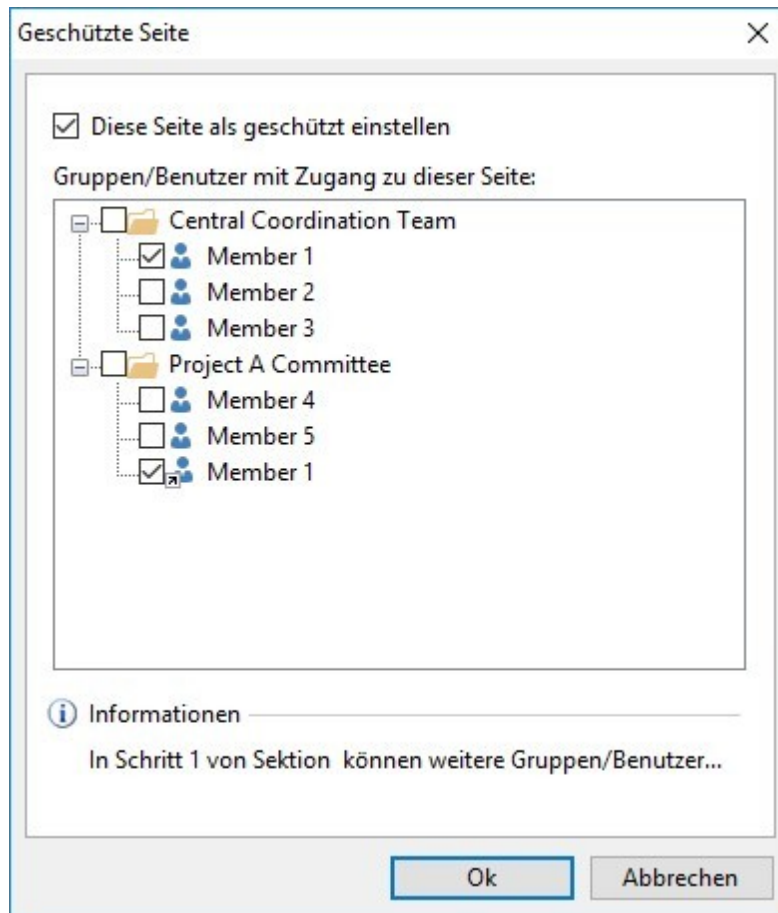 Geschützte Seite
Diese Seite als geschützt einstellen
Gruppen/Benutzer mit Zugang zu dieser Seite:
Central Coordination Team
Member 1
Member 2
Member 3
Project A Committee
Member 4
Member 5
Member 1
Informationen
In Schritt 1 von Sektion  können weitere Gruppen/Benutzer...
Ok Abbrechen